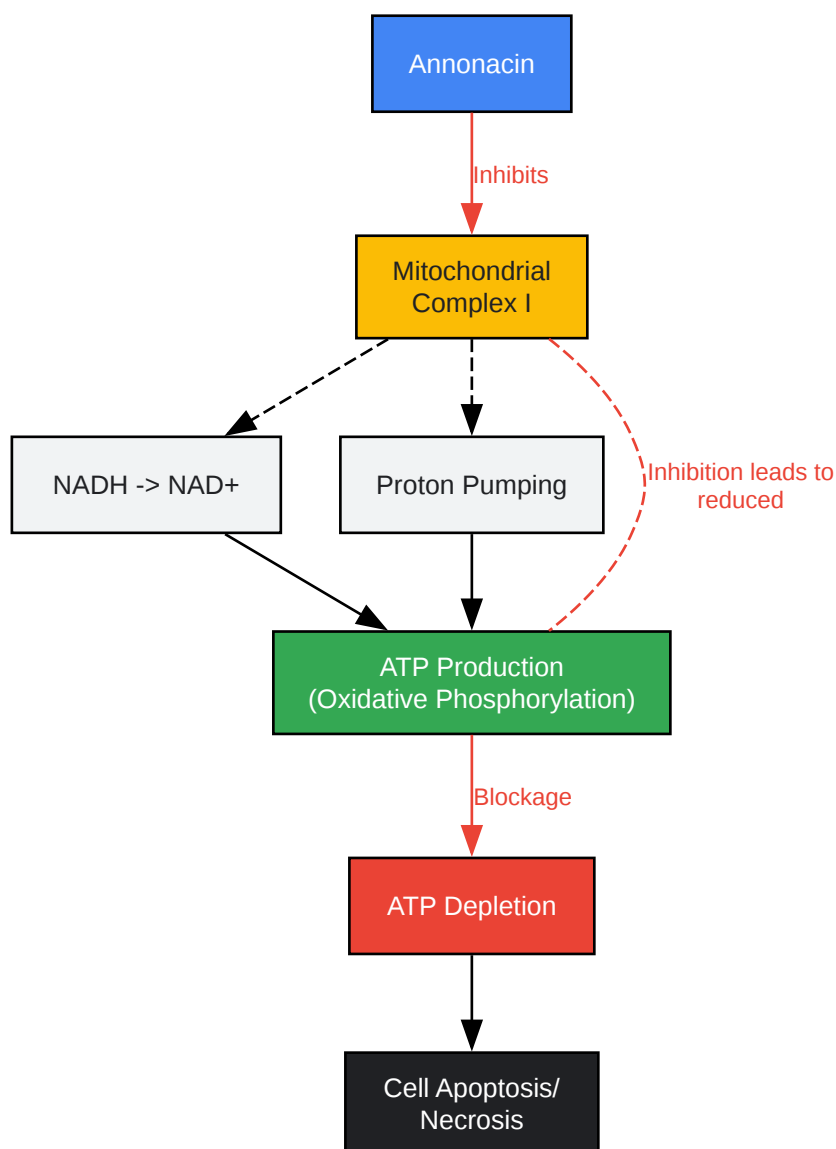 Annonacin
Inhibits
Mitochondrial
Complex I
NADH -> NAD+
Proton Pumping
Inhibition leads to
reduced
ATP Production
(Oxidative Phosphorylation)
Blockage
ATP Depletion
Cell Apoptosis/
Necrosis